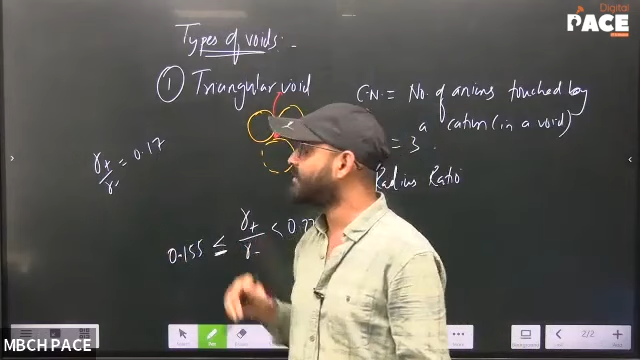 Digital
PACE
Types of voids:
① Triangular void
C.N. = No. of anions touched by
a cation (in a void)
= 3
γ+/γ- = 0.17
Radius Ratio
0.155 ≤ γ+/γ- <
MBCH PACE
2/2